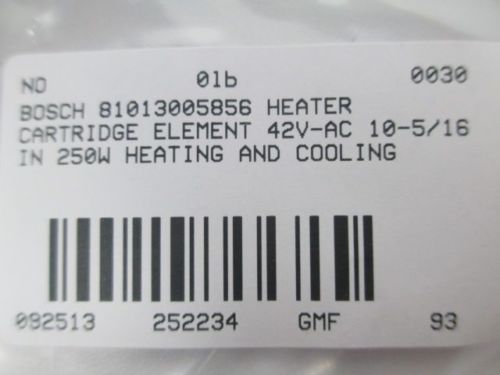 NO 01b 0030
BOSCH 81013005856 HEATER
CARTRIDGE ELEMENT 42V-AC 10-5/16
IN 250W HEATING AND COOLING
092513 252234 GMF 93